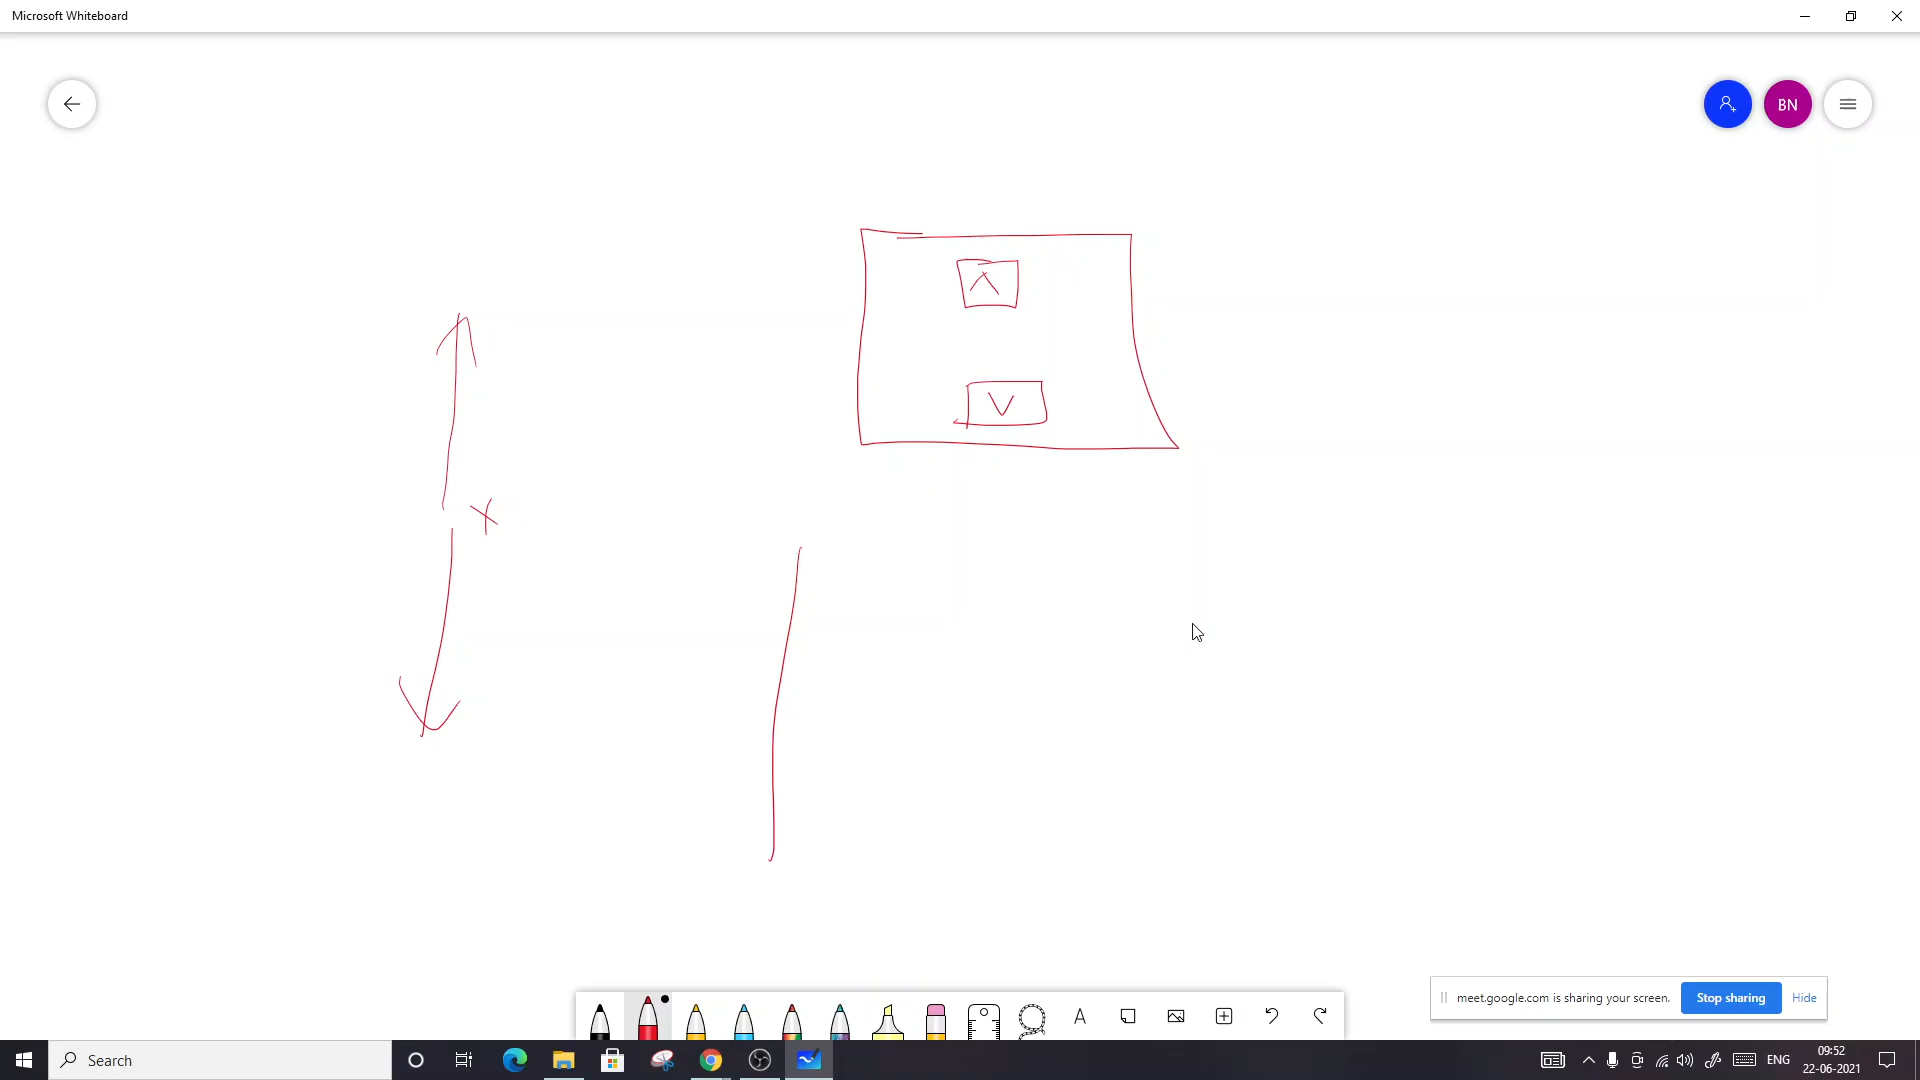 Microsoft Whiteboard
BN
X
meet.google.com is sharing your screen.
Stop sharing
Hide
A
Search
ENG
09:52
22-06-2021